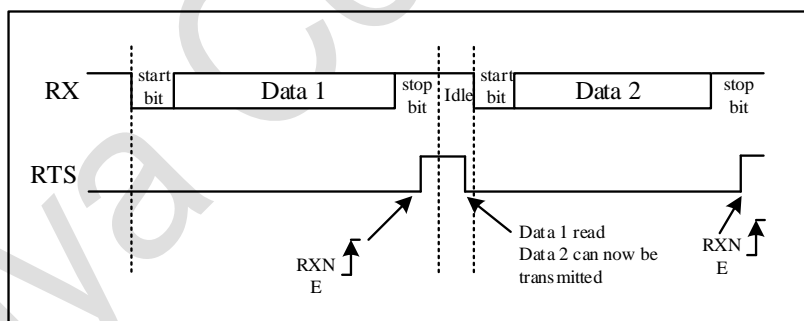 RX
start
bit
Data 1
stop
bit
Idle
start
bit
Data 2
stop
bit
RTS
RXN
E
Data 1 read
Data 2 can now be
transmitted
RXN
E